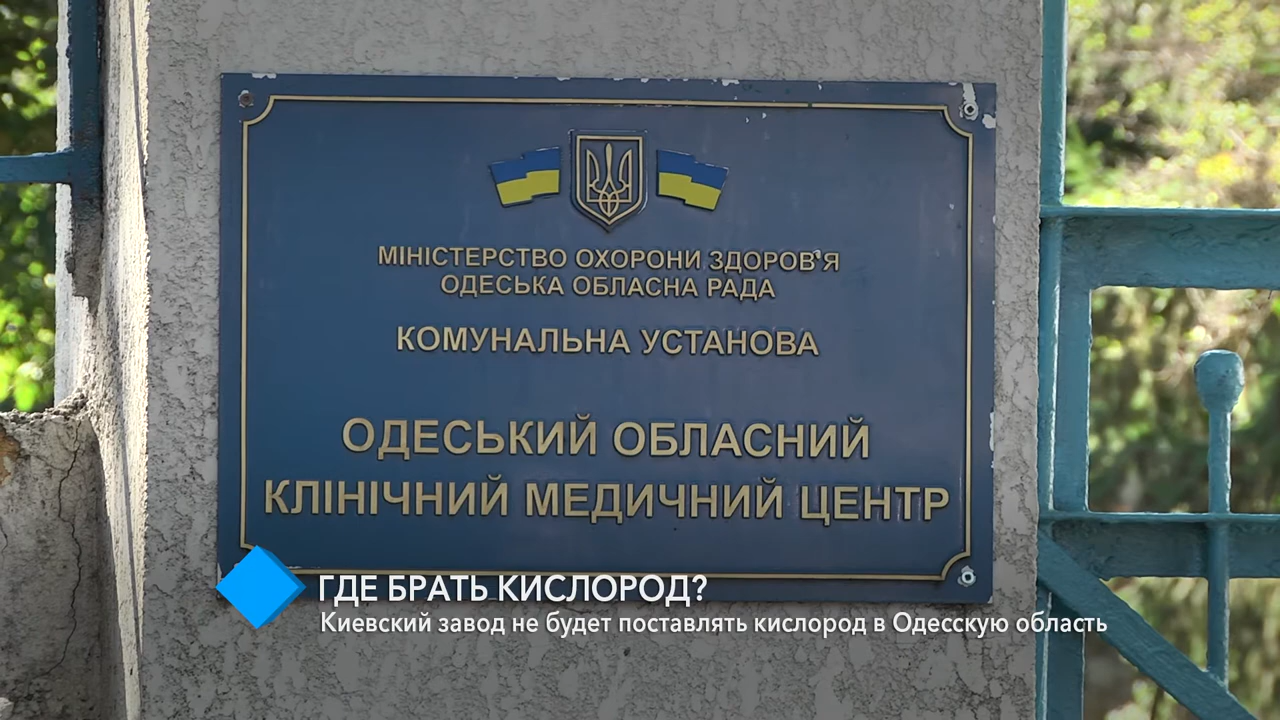 МІНІСТЕРСТВО ОХОРОНИ ЗДОРОВ'Я
ОДЕСЬКА ОБЛАСНА РАДА
КОМУНАЛЬНА УСТАНОВА
ОДЕСЬКИЙ ОБЛАСНИЙ
КЛІНІЧНИЙ МЕДИЧНИЙ ЦЕНТР
ГДЕ БРАТЬ КИСЛОРОД?
Киевский завод не будет поставлять кислород в Одесскую область